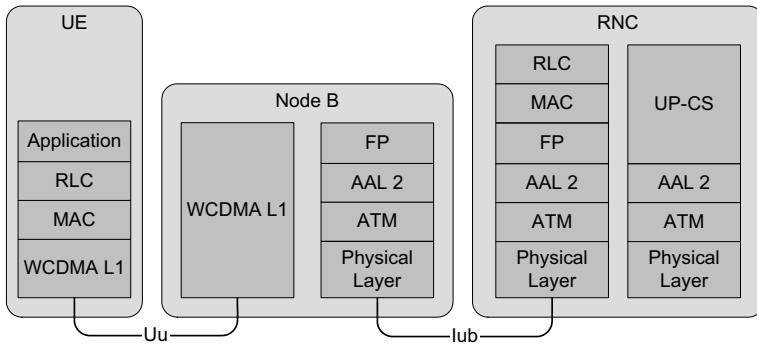 UE
Application
RLC
MAC
WCDMA L1
Node B
WCDMA L1
FP
AAL 2
ATM
Physical
Layer
RNC
RLC
MAC
FP
AAL 2
ATM
Physical
Layer
UP-CS
AAL 2
ATM
Physical
Layer
Uu
Iub